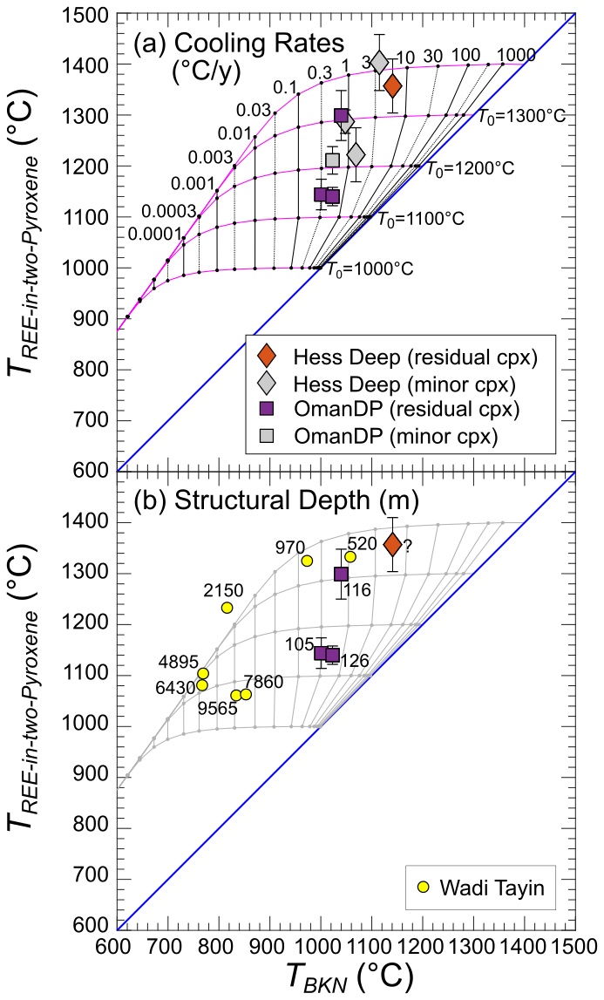 (a) Cooling Rates
(°C/y)
1500
1400
1300
1200
1100
1000
900
800
700
600
T REE-in-two-Pyroxene (°C)
0.0001
0.0003
0.001
0.003
0.01
0.03
0.1
0.3
1
3
10
30
100
1000
T0=1300°C
T0=1200°C
T0=1100°C
T0=1000°C
Hess Deep (residual cpx)
Hess Deep (minor cpx)
OmanDP (residual cpx)
OmanDP (minor cpx)
(b) Structural Depth (m)
1400
1300
1200
1100
1000
900
800
700
600
T REE-in-two-Pyroxene (°C)
970
520
?
2150
116
105
126
4895
6430
7860
9565
Wadi Tayin
600 700 800 900 1000 1100 1200 1300 1400 1500
T BKN (°C)